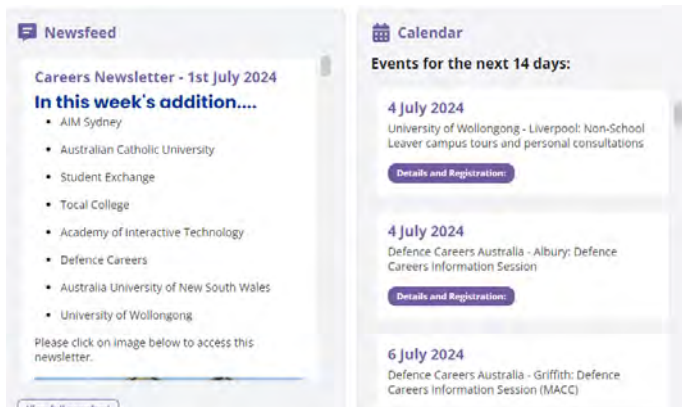 Newsfeed
Careers Newsletter - 1st July 2024
In this week's addition....
• AIM Sydney
• Australian Catholic University
• Student Exchange
• Tocal College
• Academy of Interactive Technology
• Defence Careers
• Australia University of New South Wales
• University of Wollongong
Please click on image below to access this
newsletter.
Calendar
Events for the next 14 days:
4 July 2024
University of Wollongong - Liverpool: Non-School
Leaver campus tours and personal consultations
Details and Registration:
4 July 2024
Defence Careers Australia - Albury: Defence
Careers Information Session
Details and Registration:
6 July 2024
Defence Careers Australia - Griffith: Defence
Careers Information Session (MACC)